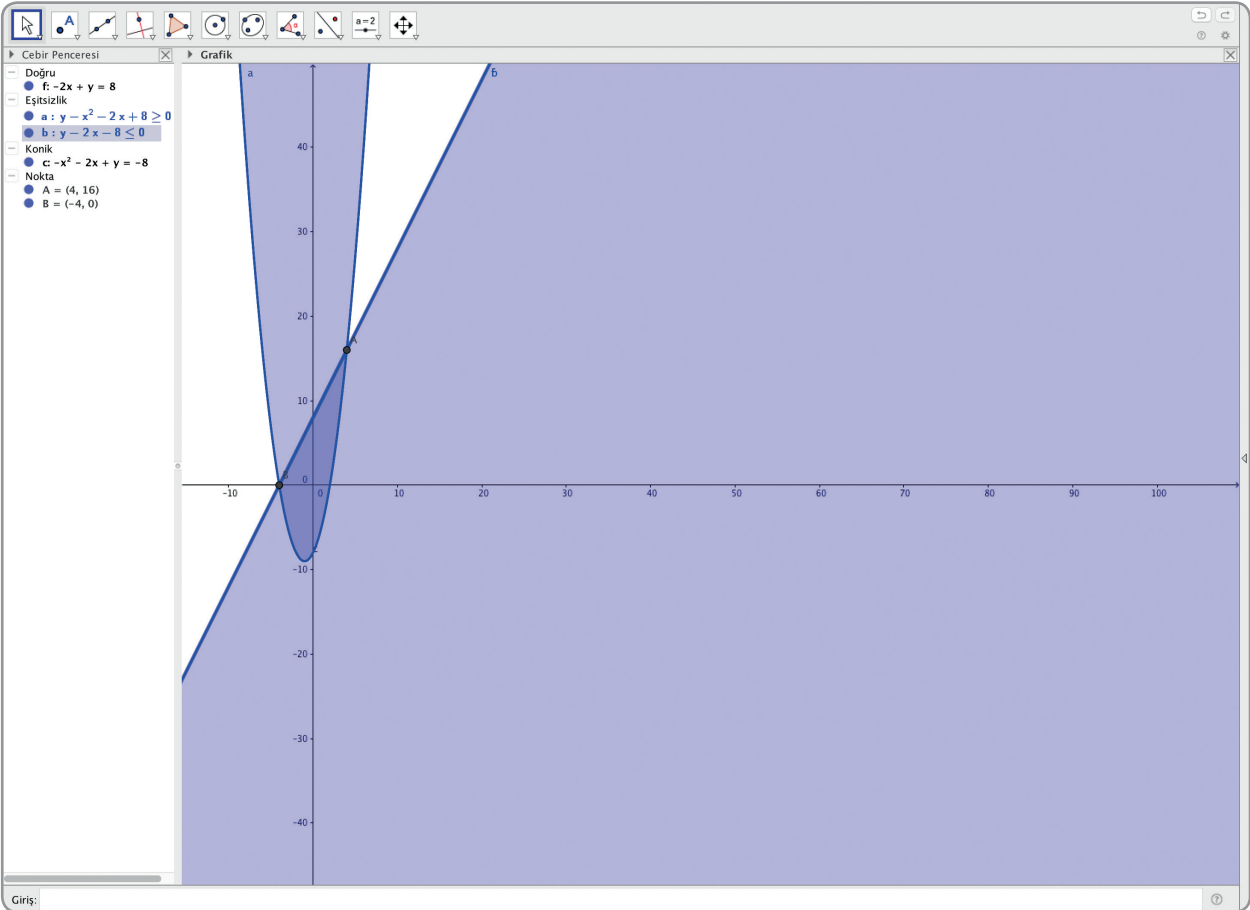 A
α
a=2
Cebir Penceresi
Grafik
Doğru
f: -2x + y = 8
Eşitsizlik
a : y − x² − 2 x + 8 ≥ 0
b : y − 2 x − 8 ≤ 0
Konik
c: -x² - 2x + y = -8
Nokta
A = (4, 16)
B = (-4, 0)
a
b
40
30
20
A
10
B
0
-10
0
10
20
30
40
50
60
70
80
90
100
-10
-20
-30
-40
Giriş: